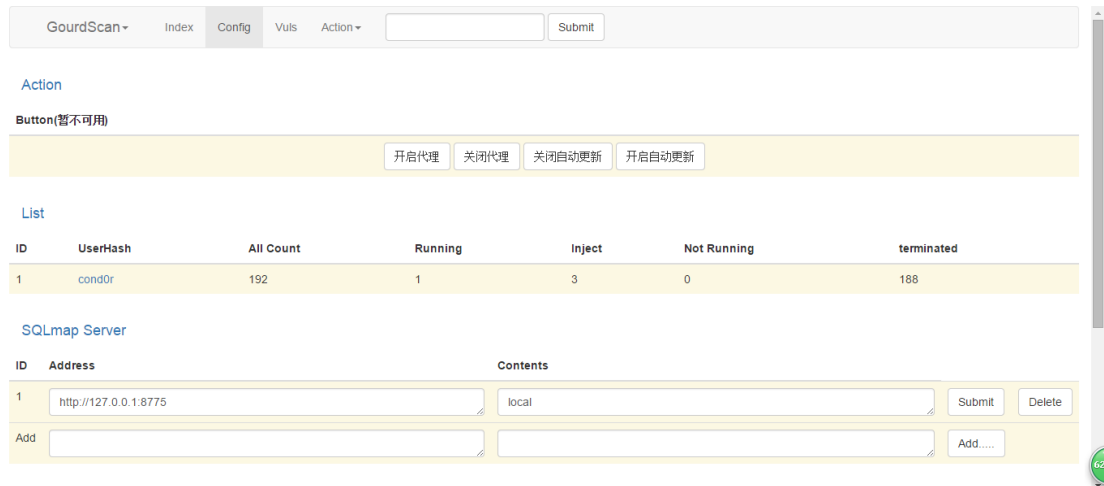 GourdScan Index Config Vuls Action Submit
Action
Button(暂不可用)
开启代理 关闭代理 关闭自动更新 开启自动更新
List
ID UserHash All Count Running Inject Not Running terminated
1 cond0r 192 1 3 0 188
SQLmap Server
ID Address Contents
1 http://127.0.0.1:8775 local Submit Delete
Add Add.....
62